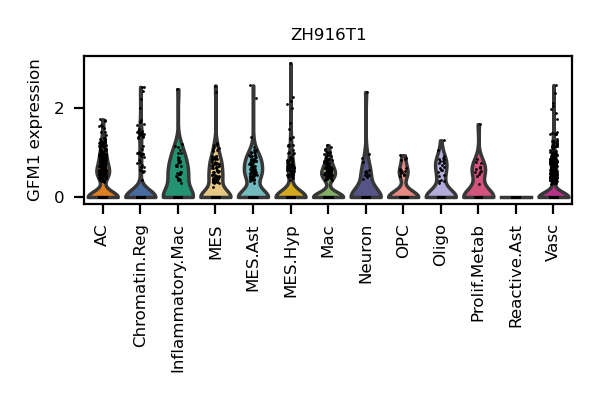 ZH916T1
GFM1 expression
2
0
AC
Chromatin.Reg
Inflammatory.Mac
MES
MES.Ast
MES.Hyp
Mac
Neuron
OPC
Oligo
Prolif.Metab
Reactive.Ast
Vasc